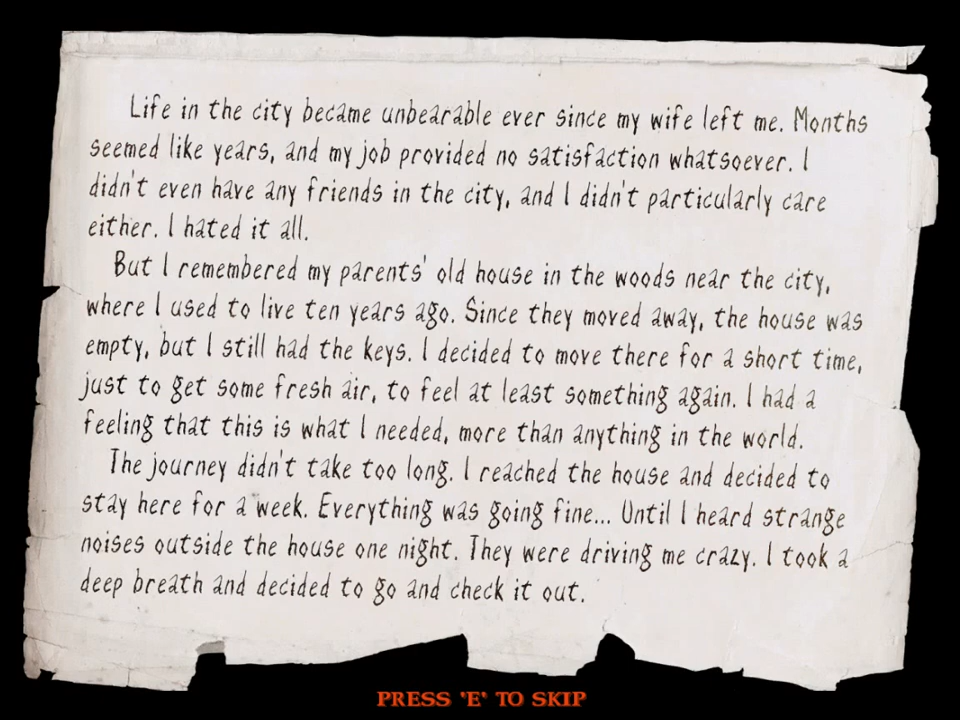 Life in the city became unbearable ever since my wife left me. Months
seemed like years, and my job provided no satisfaction whatsoever. I
didn't even have any friends in the city, and I didn't particularly care
either. I hated it all.
But I remembered my parents' old house in the woods near the city,
where I used to live ten years ago. Since they moved away, the house was
empty, but I still had the keys. I decided to move there for a short time,
just to get some fresh air, to feel at least something again. I had a
feeling that this is what I needed, more than anything in the world.
The journey didn't take too long. I reached the house and decided to
stay here for a week. Everything was going fine... Until I heard strange
noises outside the house one night. They were driving me crazy. I took a
deep breath and decided to go and check it out.
PRESS 'E' TO SKIP